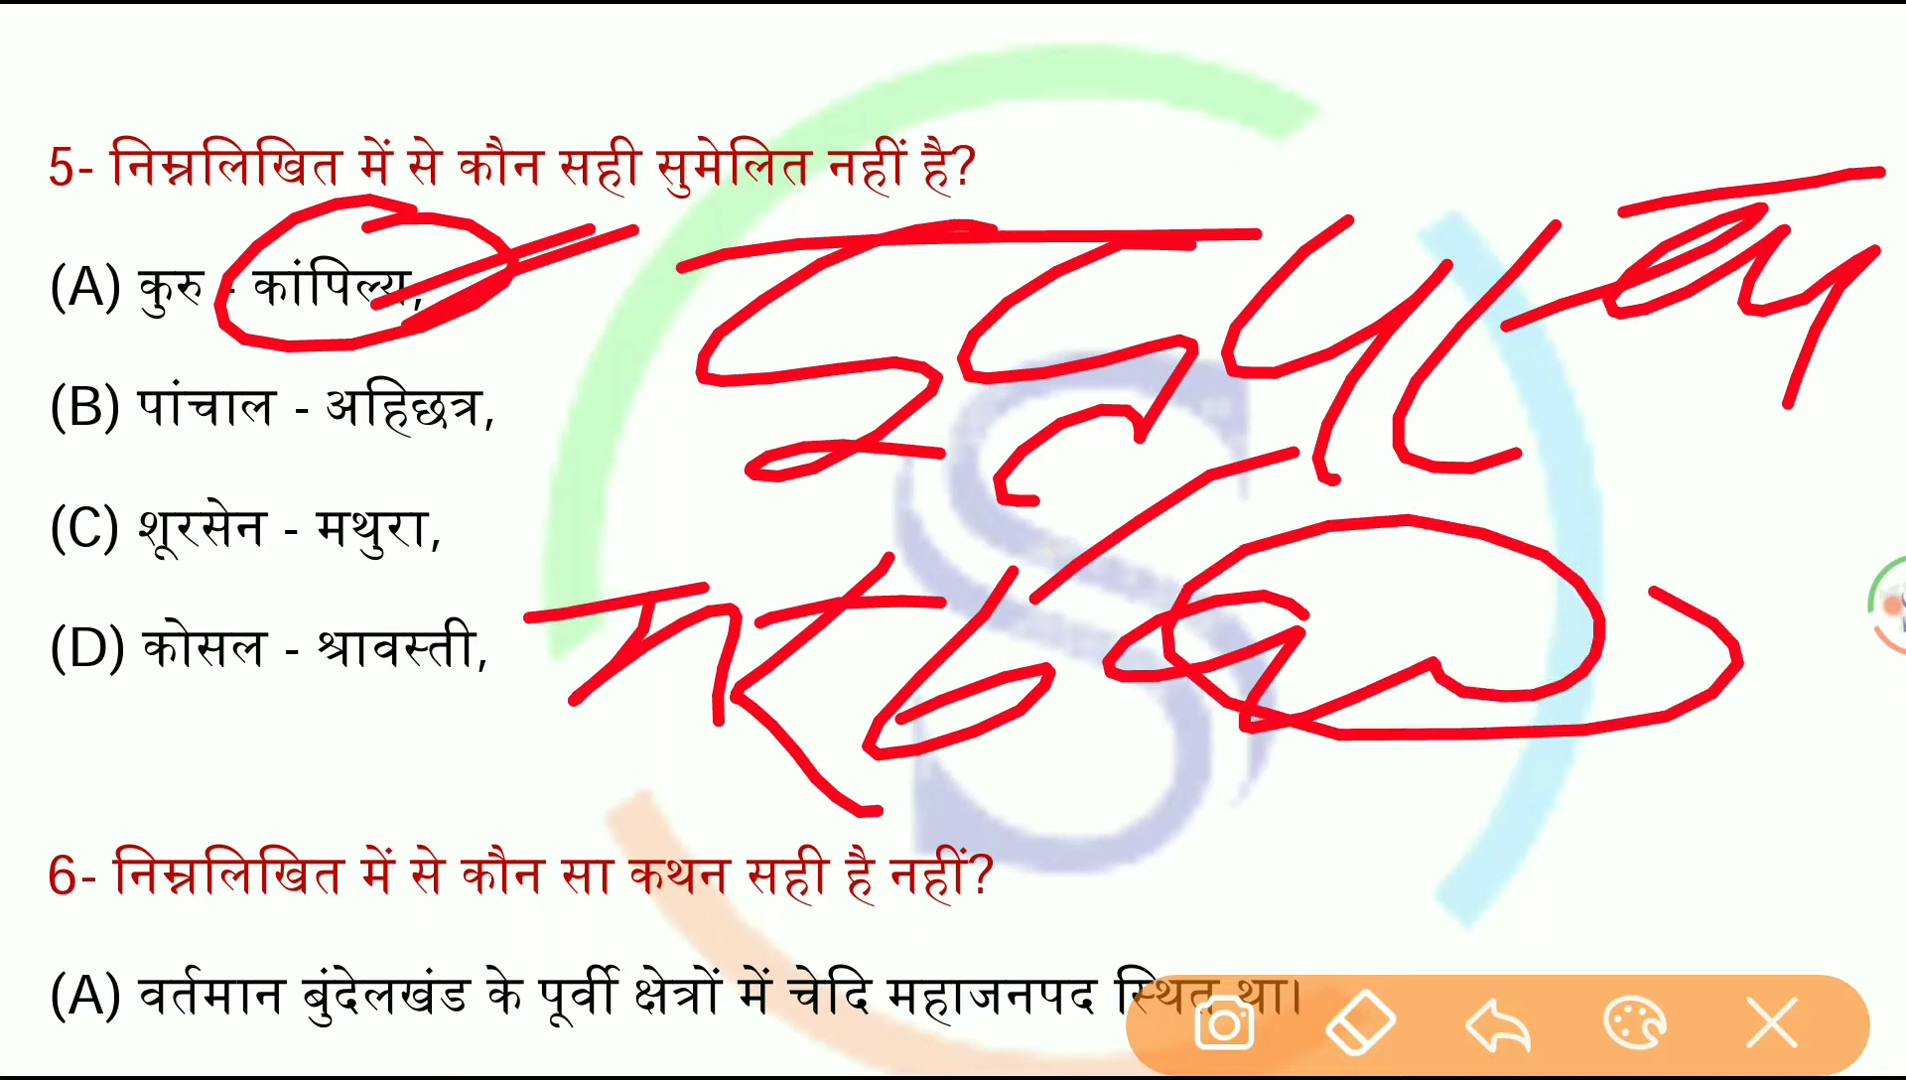 5- निम्नलिखित में से कौन सही सुमेलित नहीं है?
(A) कुरु - कांपिल्य,
(B) पांचाल - अहिछत्र,
(C) शूरसेन - मथुरा,
(D) कोसल - श्रावस्ती,
6- निम्नलिखित में से कौन सा कथन सही है नहीं?
(A) वर्तमान बुंदेलखंड के पूर्वी क्षेत्रों में चेदि महाजनपद स्थित था।